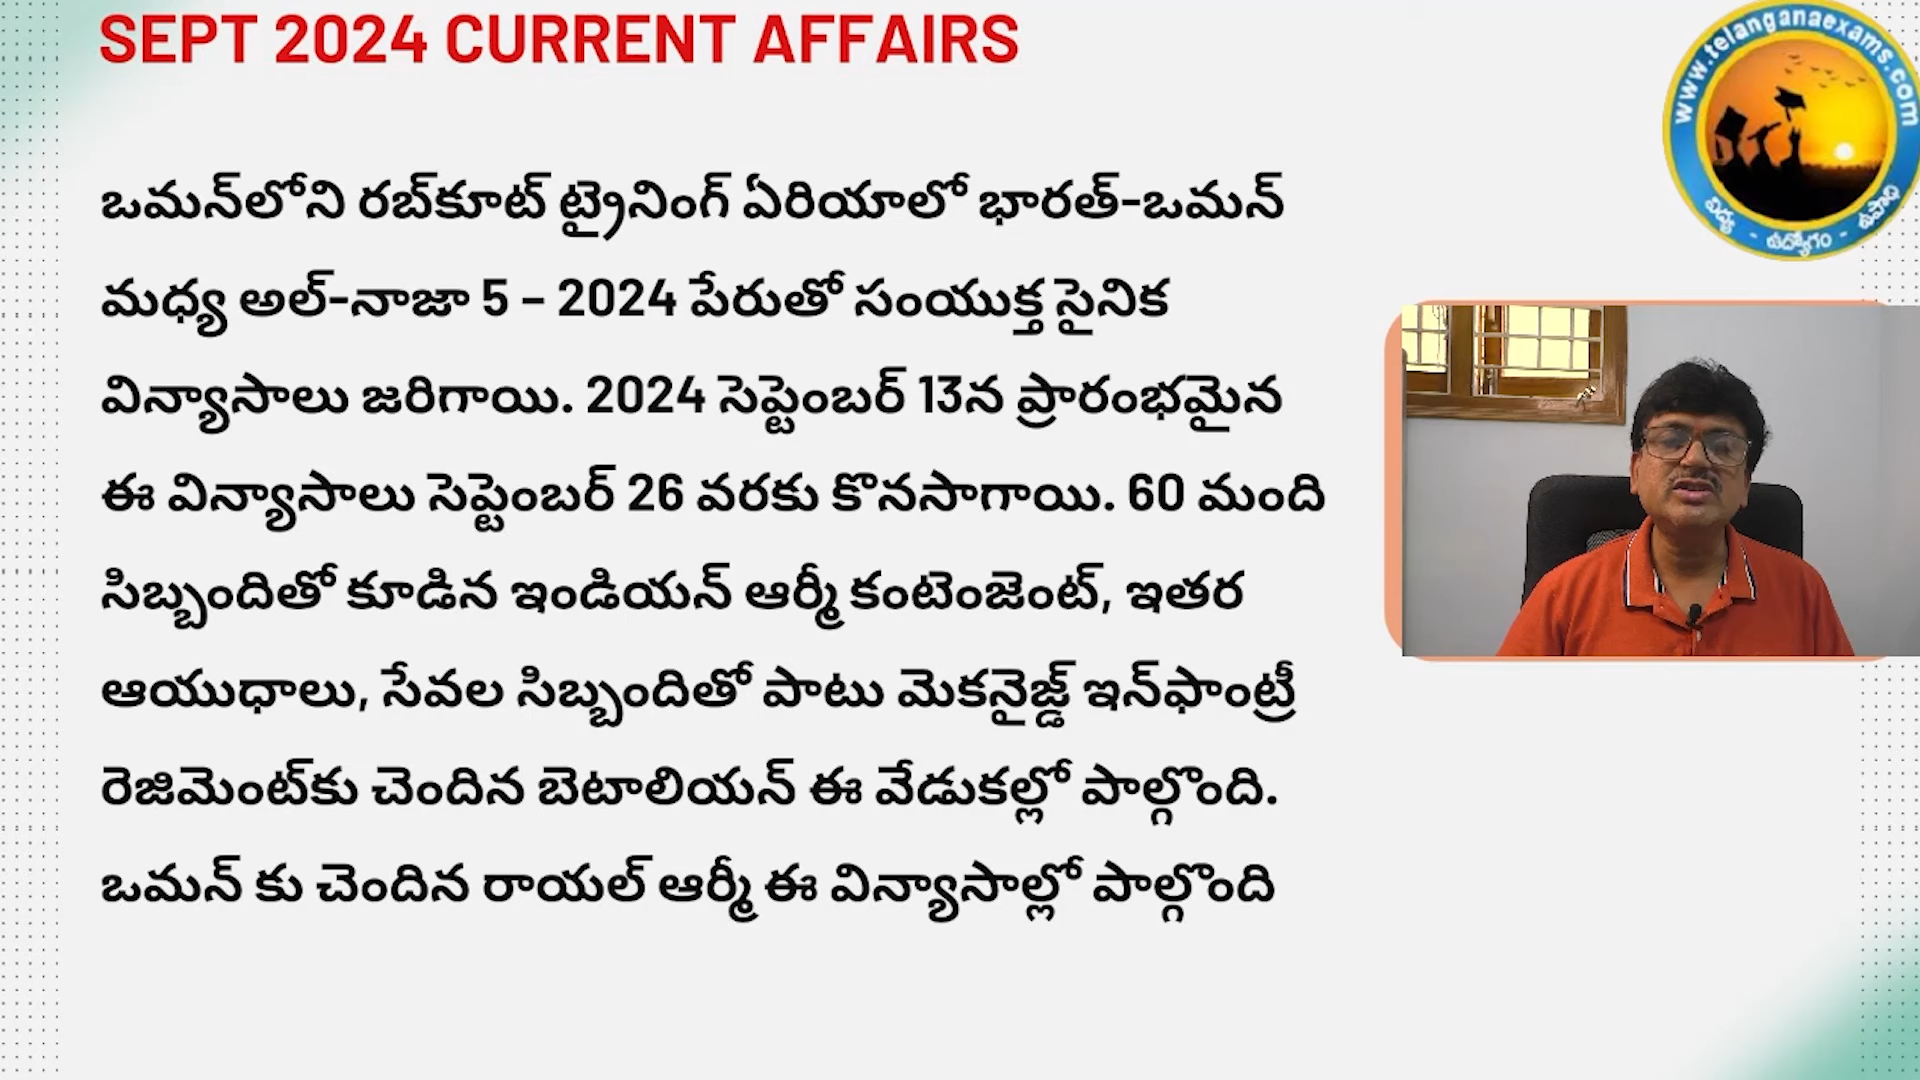 SEPT 2024 CURRENT AFFAIRS
www.telanganaexams.com
విద్య - ఉద్యోగం - ఉపాధి
ఒమన్‌లోని రబ్‌కూట్ ట్రైనింగ్ ఏరియాలో భారత్-ఒమన్
మధ్య అల్-నాజా 5 – 2024 పేరుతో సంయుక్త సైనిక
విన్యాసాలు జరిగాయి. 2024 సెప్టెంబర్ 13న ప్రారంభమైన
ఈ విన్యాసాలు సెప్టెంబర్ 26 వరకు కొనసాగాయి. 60 మంది
సిబ్బందితో కూడిన ఇండియన్ ఆర్మీ కంటెంజెంట్, ఇతర
ఆయుధాలు, సేవల సిబ్బందితో పాటు మెకనైజ్డ్ ఇన్‌ఫాంట్రీ
రెజిమెంట్‌కు చెందిన బెటాలియన్ ఈ వేడుకల్లో పాల్గొంది.
ఒమన్ కు చెందిన రాయల్ ఆర్మీ ఈ విన్యాసాల్లో పాల్గొంది